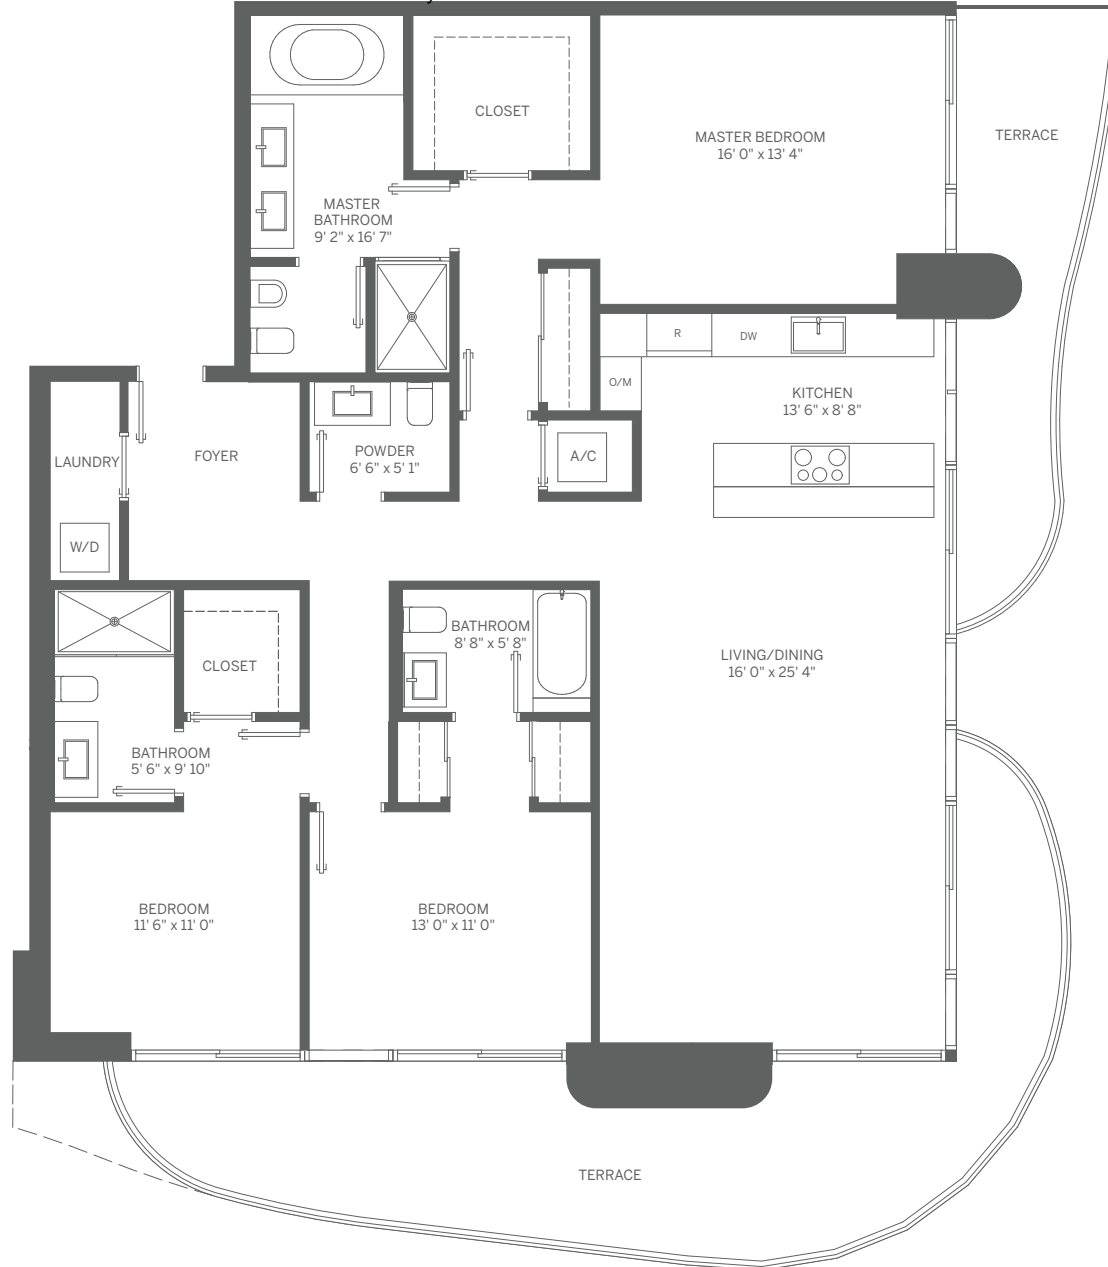 y
CLOSET
MASTER BEDROOM
16' 0" x 13' 4"
TERRACE
MASTER
BATHROOM
9' 2" x 16' 7"
R
DW
O/M
KITCHEN
13' 6" x 8' 8"
LAUNDRY
FOYER
POWDER
6' 6" x 5' 1"
A/C
W/D
BATHROOM
8' 8" x 5' 8"
CLOSET
LIVING/DINING
16' 0" x 25' 4"
BATHROOM
5' 6" x 9' 10"
BEDROOM
11' 6" x 11' 0"
BEDROOM
13' 0" x 11' 0"
TERRACE